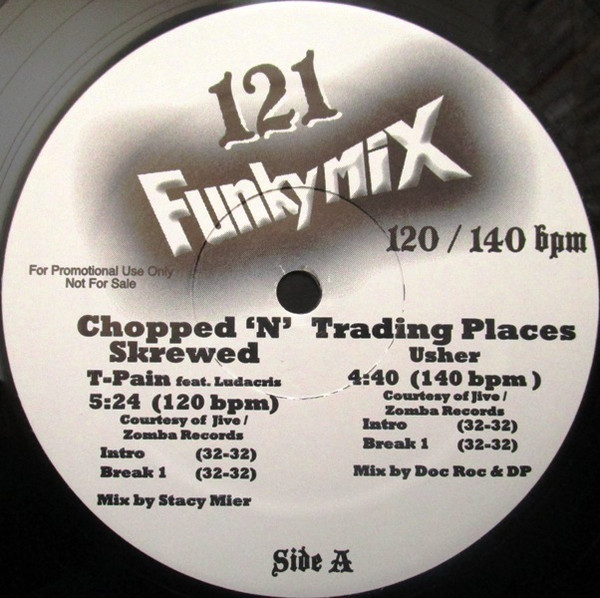 121
Funkymix
120 / 140 bpm
For Promotional Use Only
Not For Sale
Chopped 'N'
Skrewed
T-Pain feat. Ludacris
5:24 (120 bpm)
Courtesy of Jive /
Zomba Records
Intro (32-32)
Break 1 (32-32)
Mix by Stacy Mier
Trading Places
Usher
4:40 (140 bpm )
Courtesy of Jive /
Zomba Records
Intro (32-32)
Break 1 (32-32)
Mix by Doc Roc & DP
Side A